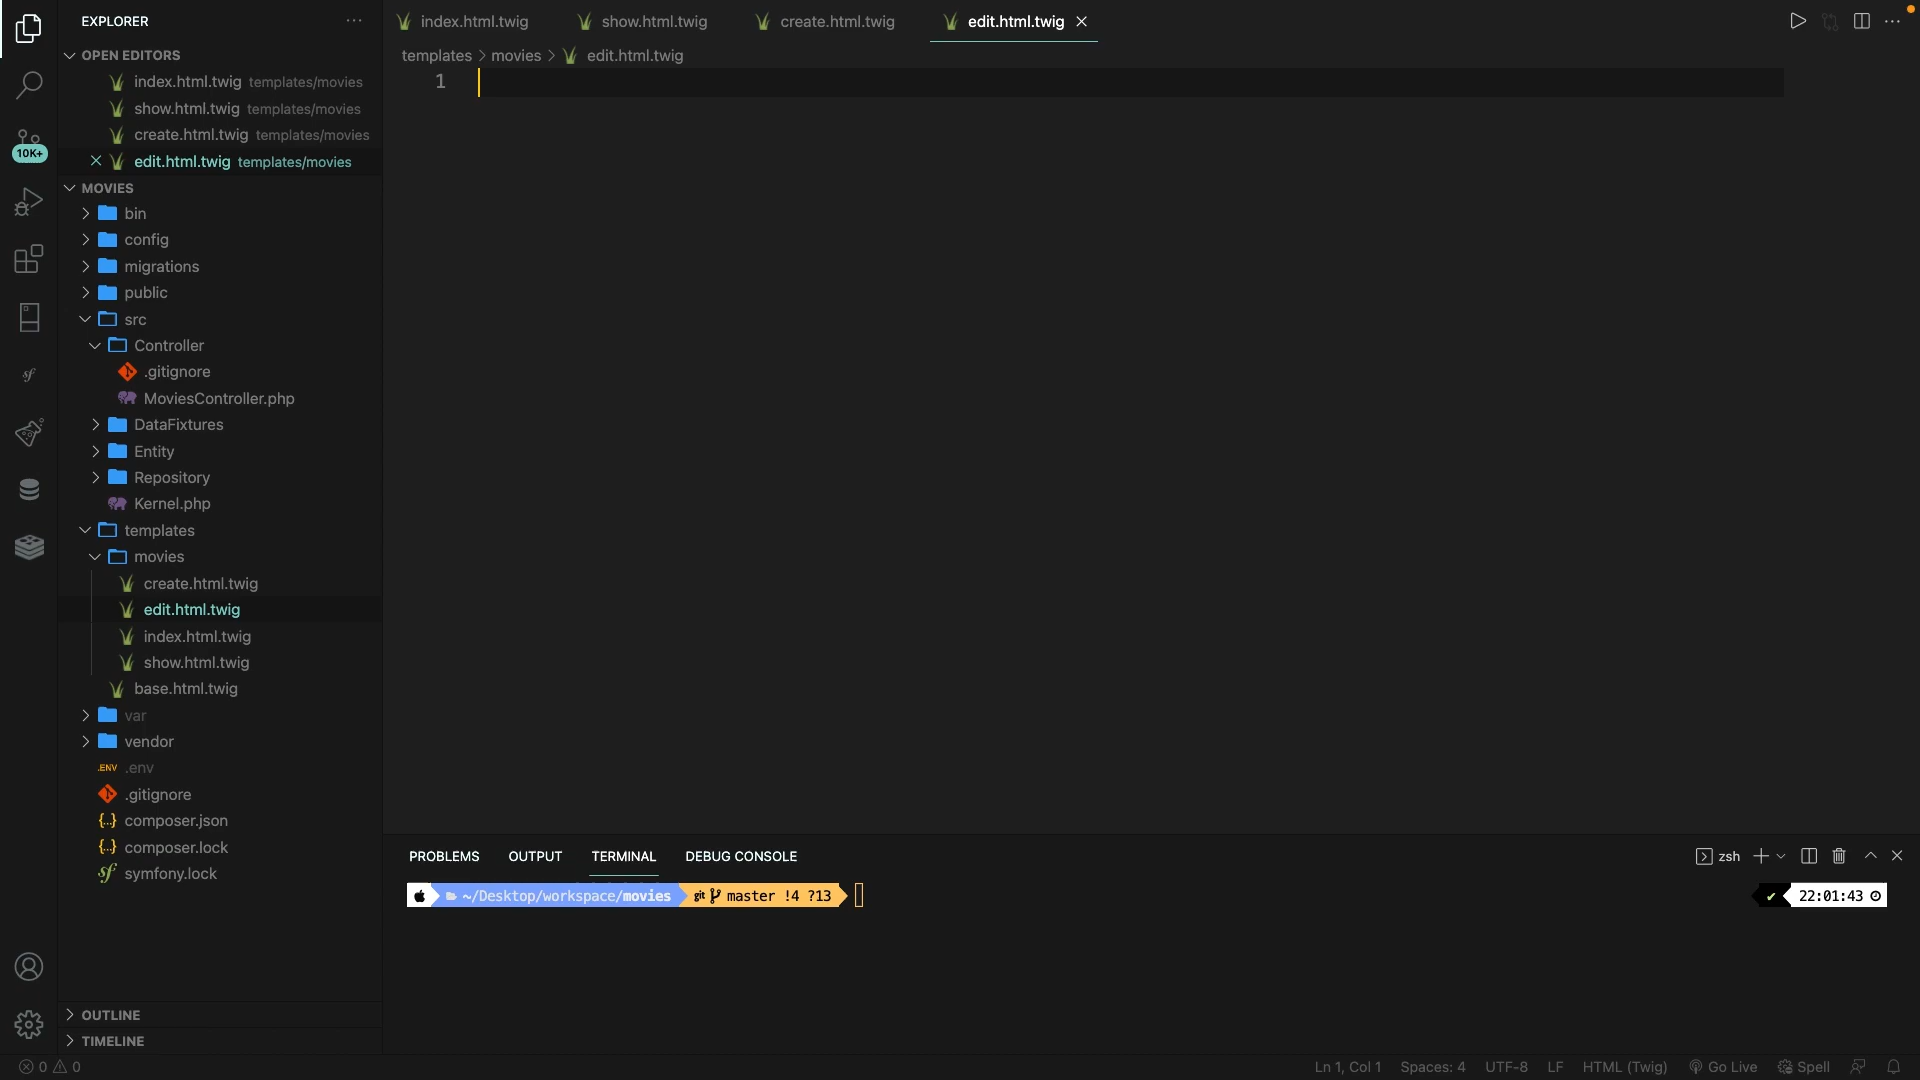 EXPLORER
OPEN EDITORS
index.html.twig templates/movies
show.html.twig templates/movies
create.html.twig templates/movies
edit.html.twig templates/movies
10K+
MOVIES
bin
config
migrations
public
src
Controller
.gitignore
MoviesController.php
DataFixtures
Entity
Repository
Kernel.php
templates
movies
create.html.twig
edit.html.twig
index.html.twig
show.html.twig
base.html.twig
var
vendor
.ENV .env
.gitignore
{..} composer.json
{..} composer.lock
sf symfony.lock
sf
OUTLINE
TIMELINE
index.html.twig show.html.twig create.html.twig edit.html.twig
templates > movies > edit.html.twig
1
PROBLEMS OUTPUT TERMINAL DEBUG CONSOLE
zsh
~/Desktop/workspace/movies git master !4 ?13
22:01:43
0 0
Ln 1, Col 1 Spaces: 4 UTF-8 LF HTML (Twig) Go Live Spell